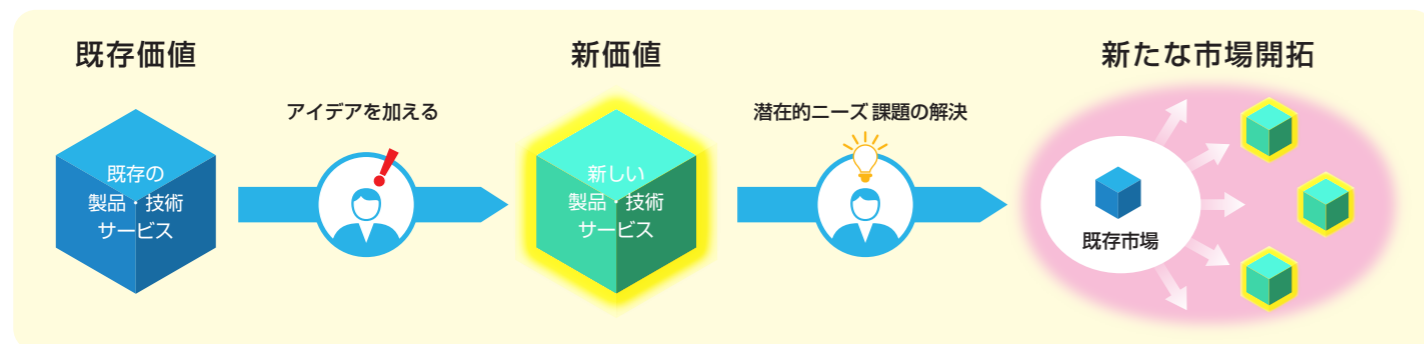 既存価値
新価値
新たな市場開拓
アイデアを加える
潜在的ニーズ 課題の解決
既存の
製品・技術
サービス
新しい
製品・技術
サービス
既存市場